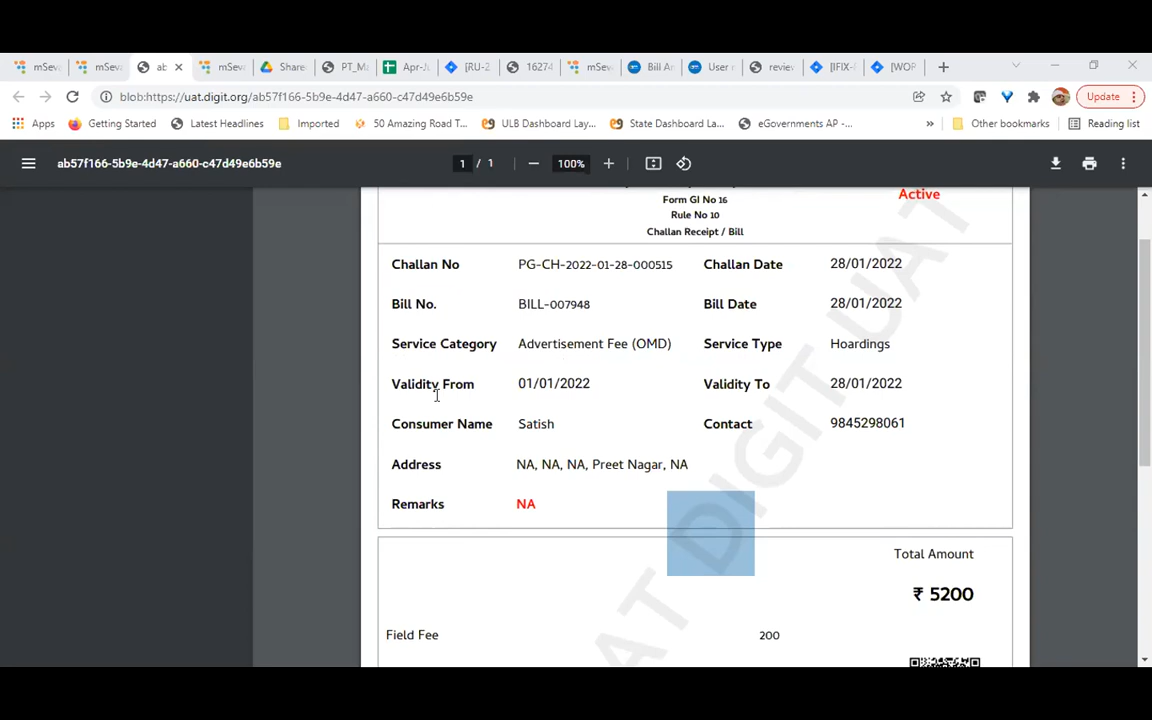 mSev
mSeva
ab
mSev
Share
PT_M
Apr-J
[RU-2
16274
mSev
Bill A
User
review
[IFIX-
[WOP
blob:https://uat.digit.org/ab57f166-5b9e-4d47-a660-c47d49e6b59e
Update
Apps
Getting Started
Latest Headlines
Imported
50 Amazing Road T...
ULB Dashboard Lay...
State Dashboard La...
eGovernments AP -...
»
Other bookmarks
Reading list
ab57f166-5b9e-4d47-a660-c47d49e6b59e
1 / 1
100%
Active
Form GI No 16
Rule No 10
Challan Receipt / Bill
Challan No PG-CH-2022-01-28-000515 Challan Date 28/01/2022
Bill No. BILL-007948 Bill Date 28/01/2022
Service Category Advertisement Fee (OMD) Service Type Hoardings
Validity From 01/01/2022 Validity To 28/01/2022
Consumer Name Satish Contact 9845298061
Address NA, NA, NA, Preet Nagar, NA
Remarks NA
Total Amount
₹ 5200
Field Fee 200
AT DIGIT UAT